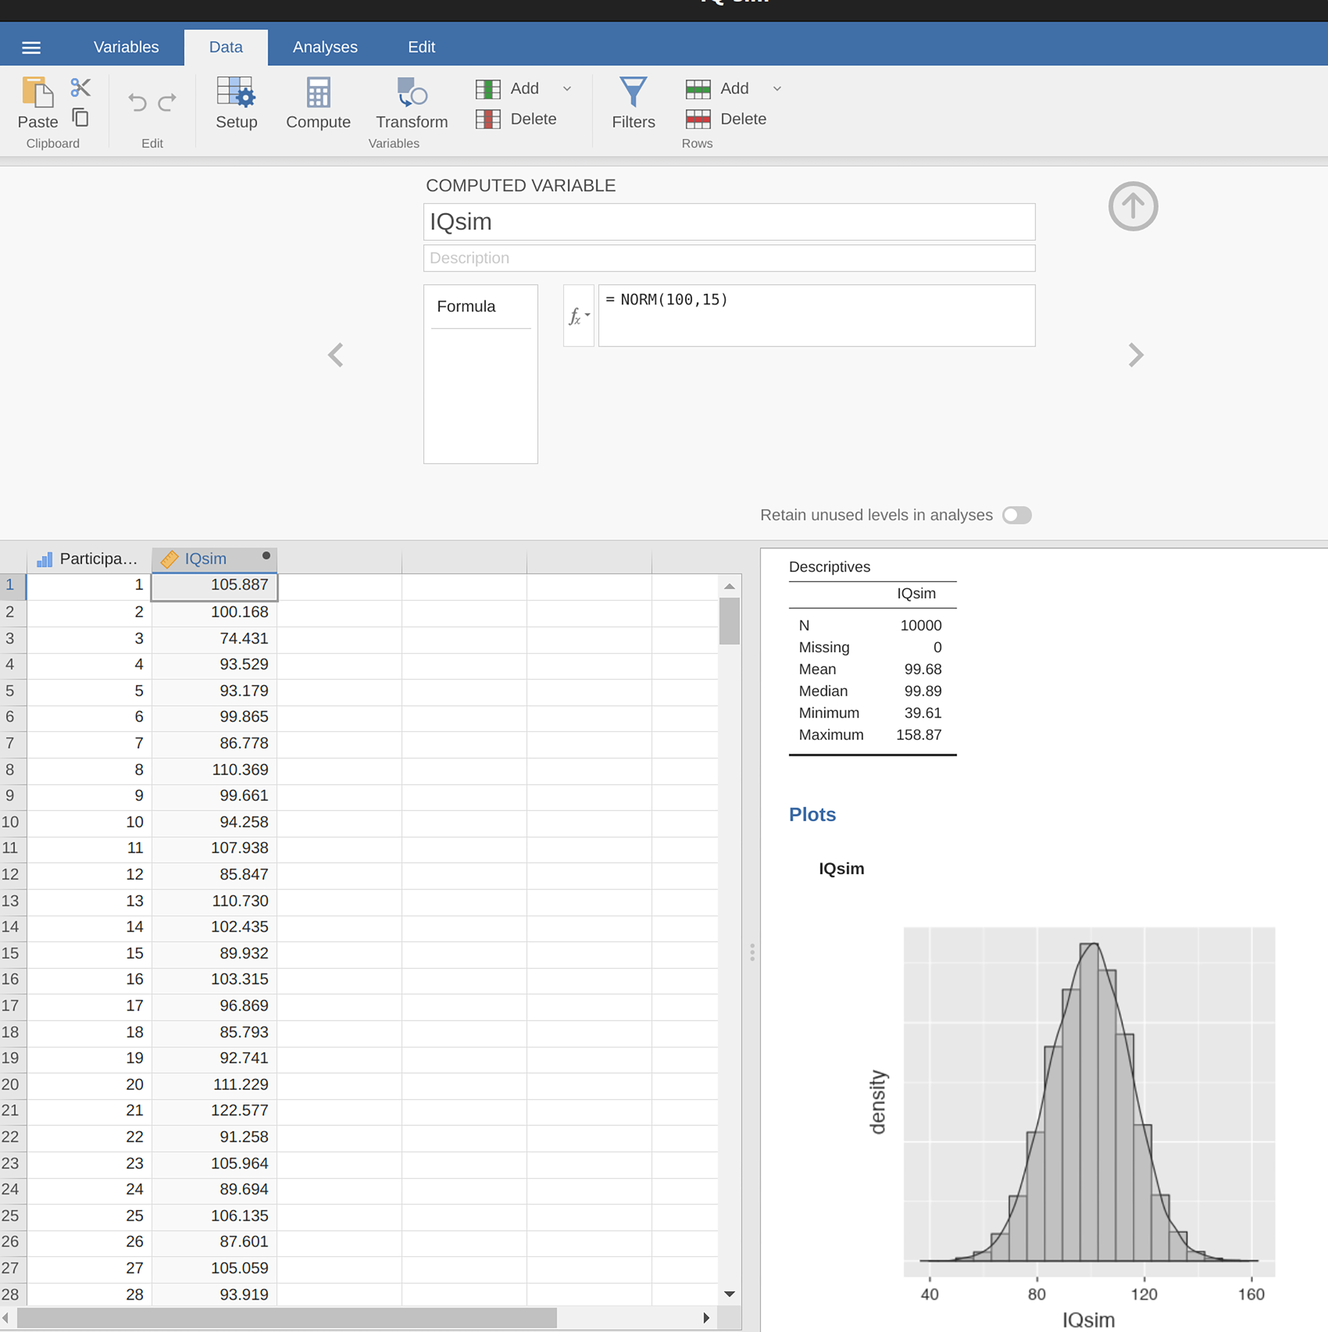 Variables Data Analyses Edit
Paste Setup Compute Transform Add Delete Filters Add Delete
Clipboard Edit Variables Rows
COMPUTED VARIABLE
IQsim
Description
Formula
fx
= NORM(100,15)
Retain unused levels in analyses
Participa... IQsim
1 1 105.887
2 2 100.168
3 3 74.431
4 4 93.529
5 5 93.179
6 6 99.865
7 7 86.778
8 8 110.369
9 9 99.661
10 10 94.258
11 11 107.938
12 12 85.847
13 13 110.730
14 14 102.435
15 15 89.932
16 16 103.315
17 17 96.869
18 18 85.793
19 19 92.741
20 20 111.229
21 21 122.577
22 22 91.258
23 23 105.964
24 24 89.694
25 25 106.135
26 26 87.601
27 27 105.059
28 28 93.919
Descriptives
IQsim
N 10000
Missing 0
Mean 99.68
Median 99.89
Minimum 39.61
Maximum 158.87
Plots
IQsim
density
40 80 120 160
IQsim